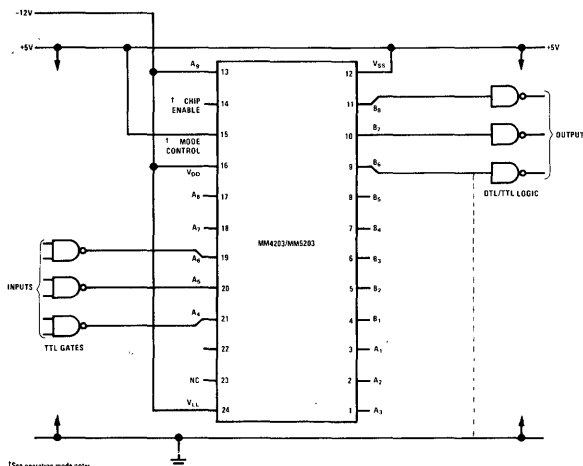 -12V
+5V
+5V
A9
13
VSS
12
† CHIP
ENABLE
14
11
B8
† MODE
CONTROL
15
10
B7
OUTPUT
VDD
16
9
B6
DTL/TTL LOGIC
A8
17
8
B5
A7
18
7
B4
MM4203/MM5203
A6
19
6
B3
INPUTS
A5
20
5
B2
A4
21
4
B1
TTL GATES
22
3
A1
NC
23
2
A2
VLL
24
1
A3
†See operating mode notes